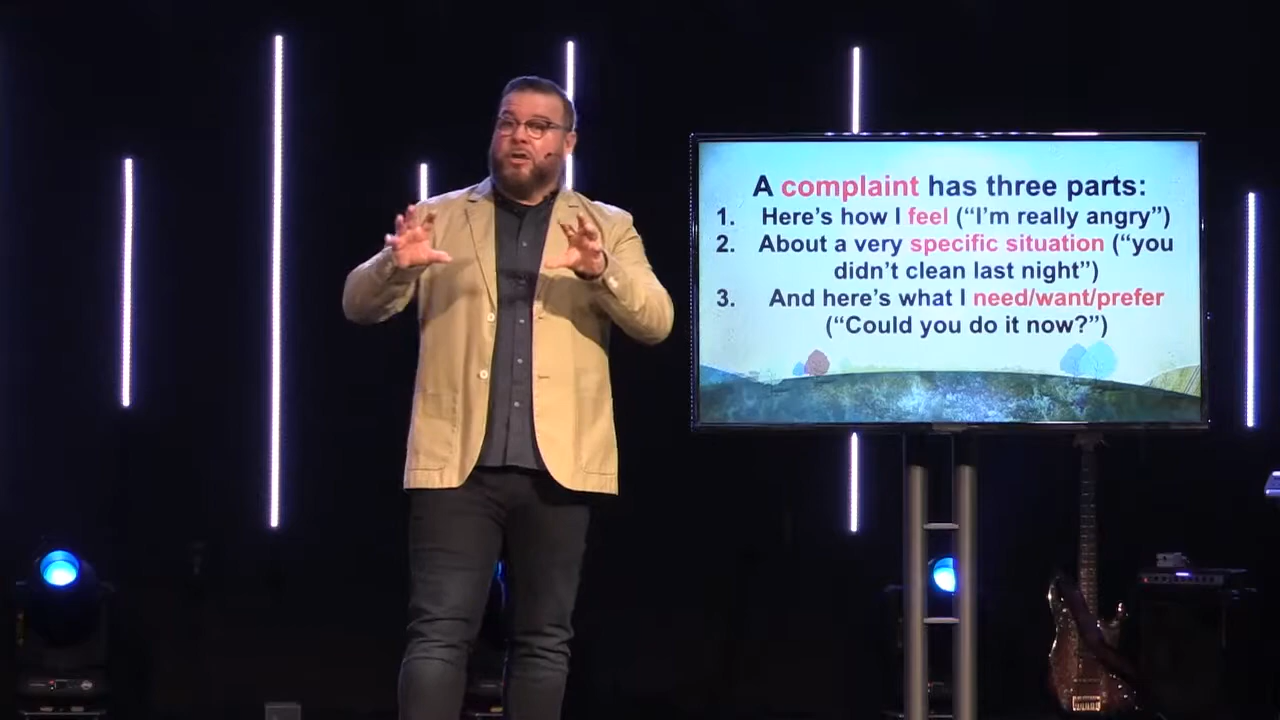 A complaint has three parts:
1. Here's how I feel (“I'm really angry”)
2. About a very specific situation (“you
didn't clean last night”)
3. And here's what I need/want/prefer
(“Could you do it now?”)